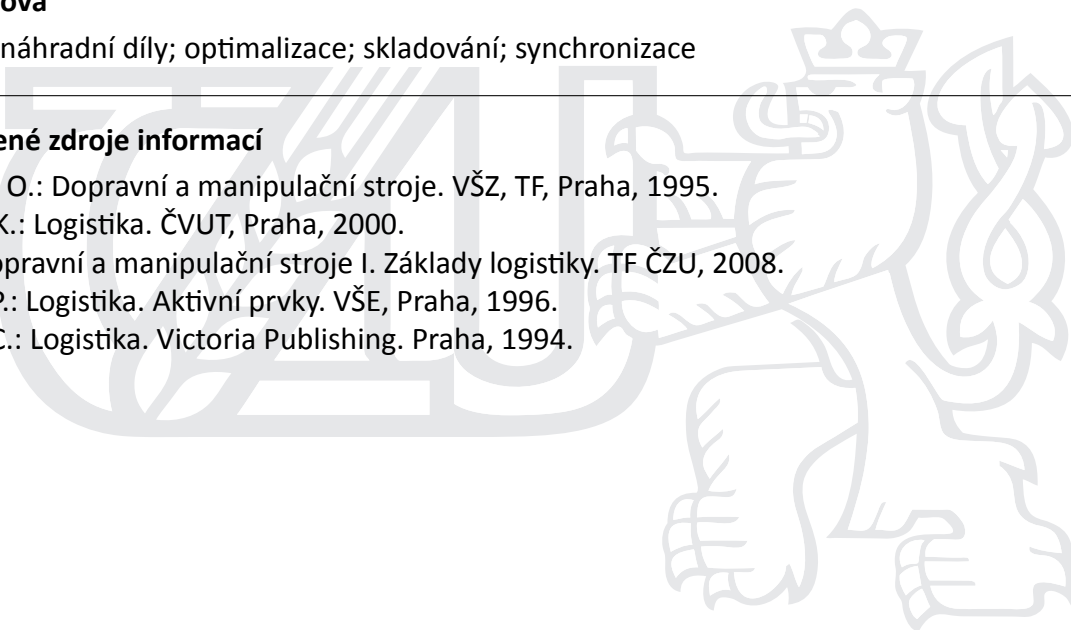 ova
náhradní díly; optimalizace; skladování; synchronizace
ené zdroje informací
O.: Dopravní a manipulační stroje. VŠZ, TF, Praha, 1995.
K.: Logistika. ČVUT, Praha, 2000.
opravní a manipulační stroje I. Základy logistiky. TF ČZU, 2008.
P.: Logistika. Aktivní prvky. VŠE, Praha, 1996.
C.: Logistika. Victoria Publishing. Praha, 1994.